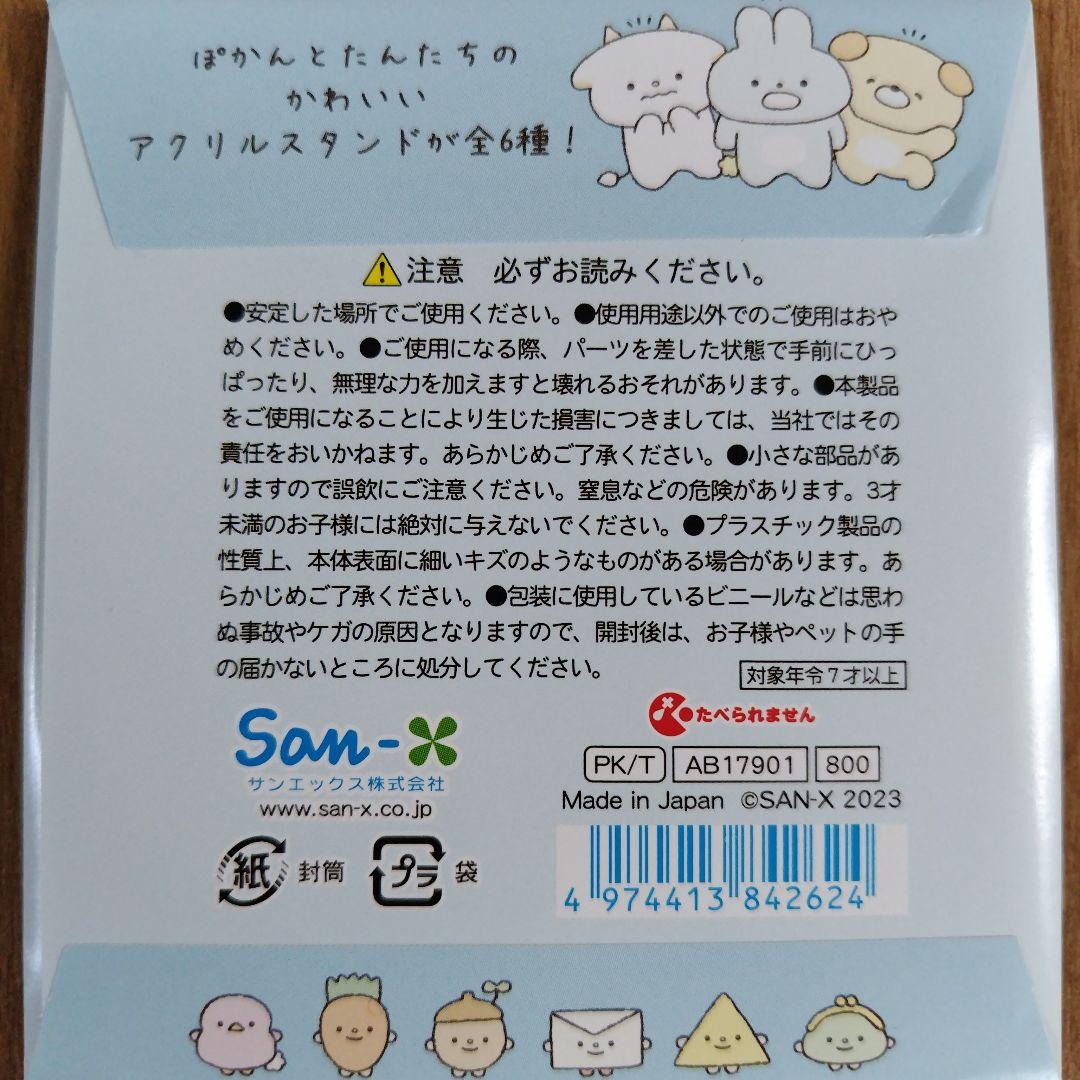 ぽかんとたんたちの
かわいい
アクリルスタンドが全6種！
注意 必ずお読みください。
●安定した場所でご使用ください。●使用用途以外でのご使用はおや
めください。●ご使用になる際、パーツを差した状態で手前にひっ
ぱったり、無理な力を加えますと壊れるおそれがあります。●本製品
をご使用になることにより生じた損害につきましては、当社ではその
責任をおいかねます。あらかじめご了承ください。●小さな部品があ
りますので誤飲にご注意ください。窒息などの危険があります。3才
未満のお子様には絶対に与えないでください。●プラスチック製品の
性質上、本体表面に細いキズのようなものがある場合があります。あ
らかじめご了承ください。●包装に使用しているビニールなどは思わ
ぬ事故やケガの原因となりますので、開封後は、お子様やペットの手
の届かないところに処分してください。
対象年令7才以上
San-X
サンエックス株式会社
www.san-x.co.jp
たべられません
PK/T AB17901 800
Made in Japan ©SAN-X 2023
紙 封筒 プラ 袋
4 974413 842624